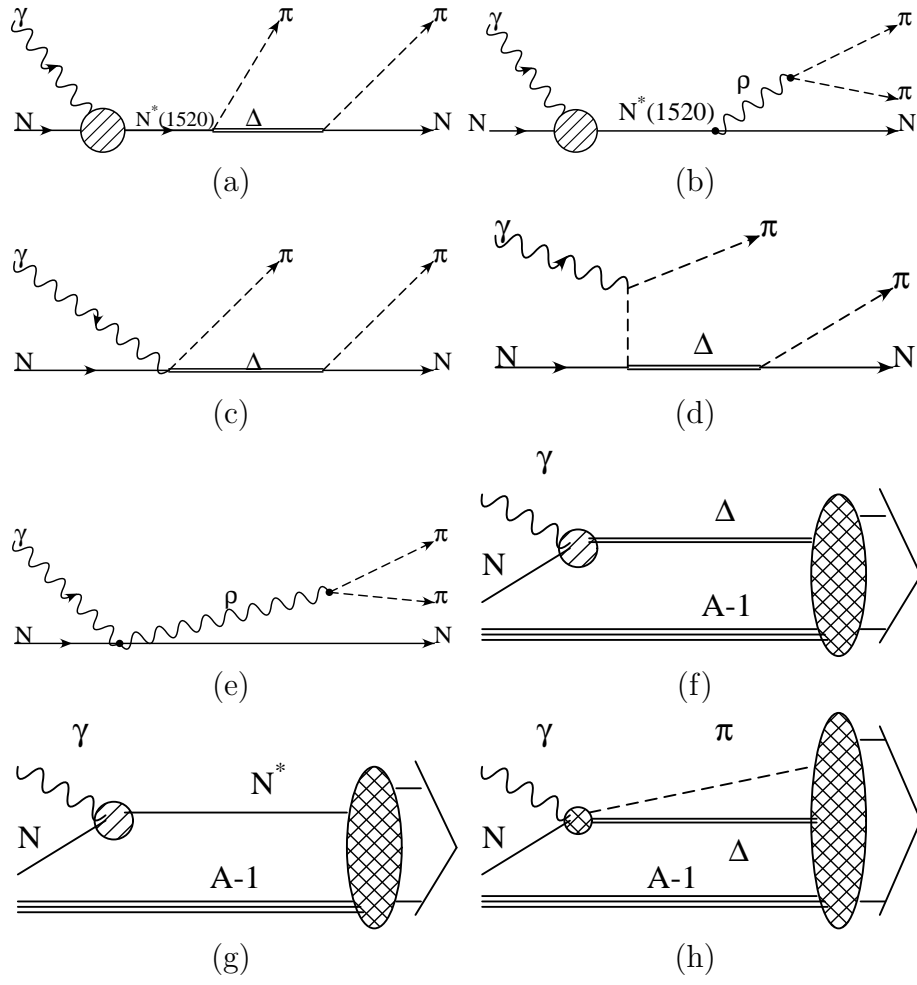 γ π π
N N*(1520) Δ N
(a)
γ π
ρ π
N N*(1520) N
(b)
γ π π
N Δ N
(c)
γ π
π
N Δ N
(d)
γ π
ρ π
N N
(e)
γ
Δ
N
A-1
(f)
γ
N*
N
A-1
(g)
γ π
N
Δ
A-1
(h)